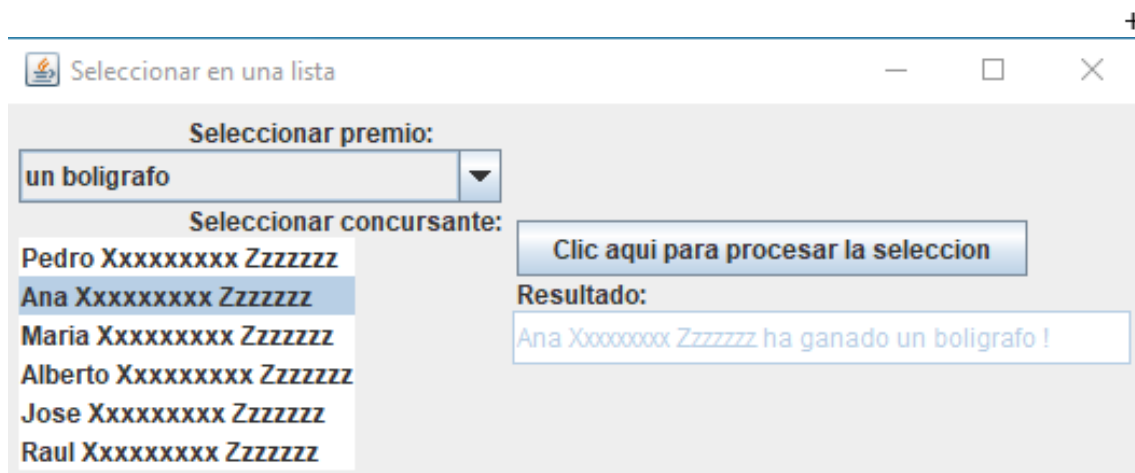 +
Seleccionar en una lista
Seleccionar premio:
un boligrafo
Seleccionar concursante:
Pedro Xxxxxxxxx Zzzzzzz
Ana Xxxxxxxxx Zzzzzzz
Maria Xxxxxxxxx Zzzzzzz
Alberto Xxxxxxxxx Zzzzzzz
Jose Xxxxxxxxx Zzzzzzz
Raul Xxxxxxxxx Zzzzzzz
Clic aqui para procesar la seleccion
Resultado:
Ana Xxxxxxxxx Zzzzzzz ha ganado un boligrafo !